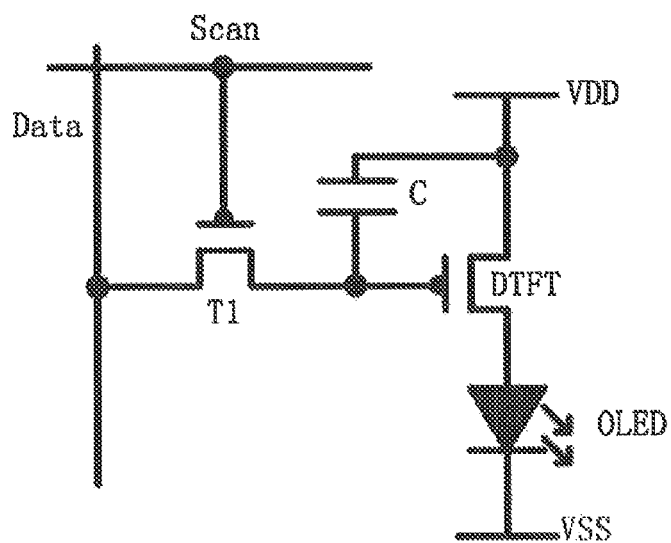 Scan
VDD
Data
C
DTFT
T1
OLED
VSS